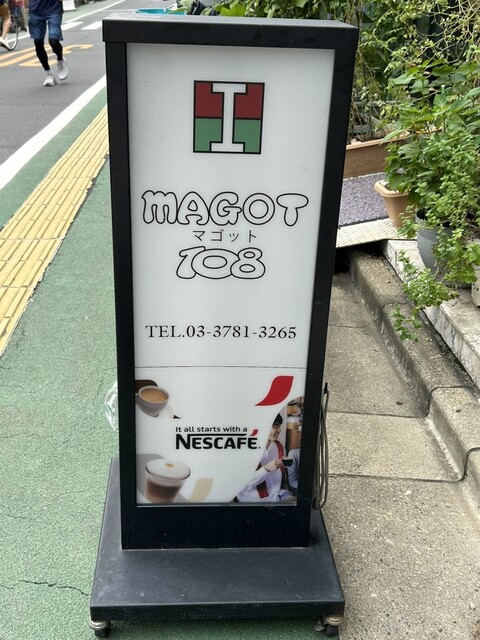 I
MAGOT
マゴット
108
TEL.03-3781-3265
It all starts with a
NESCAFÉ.